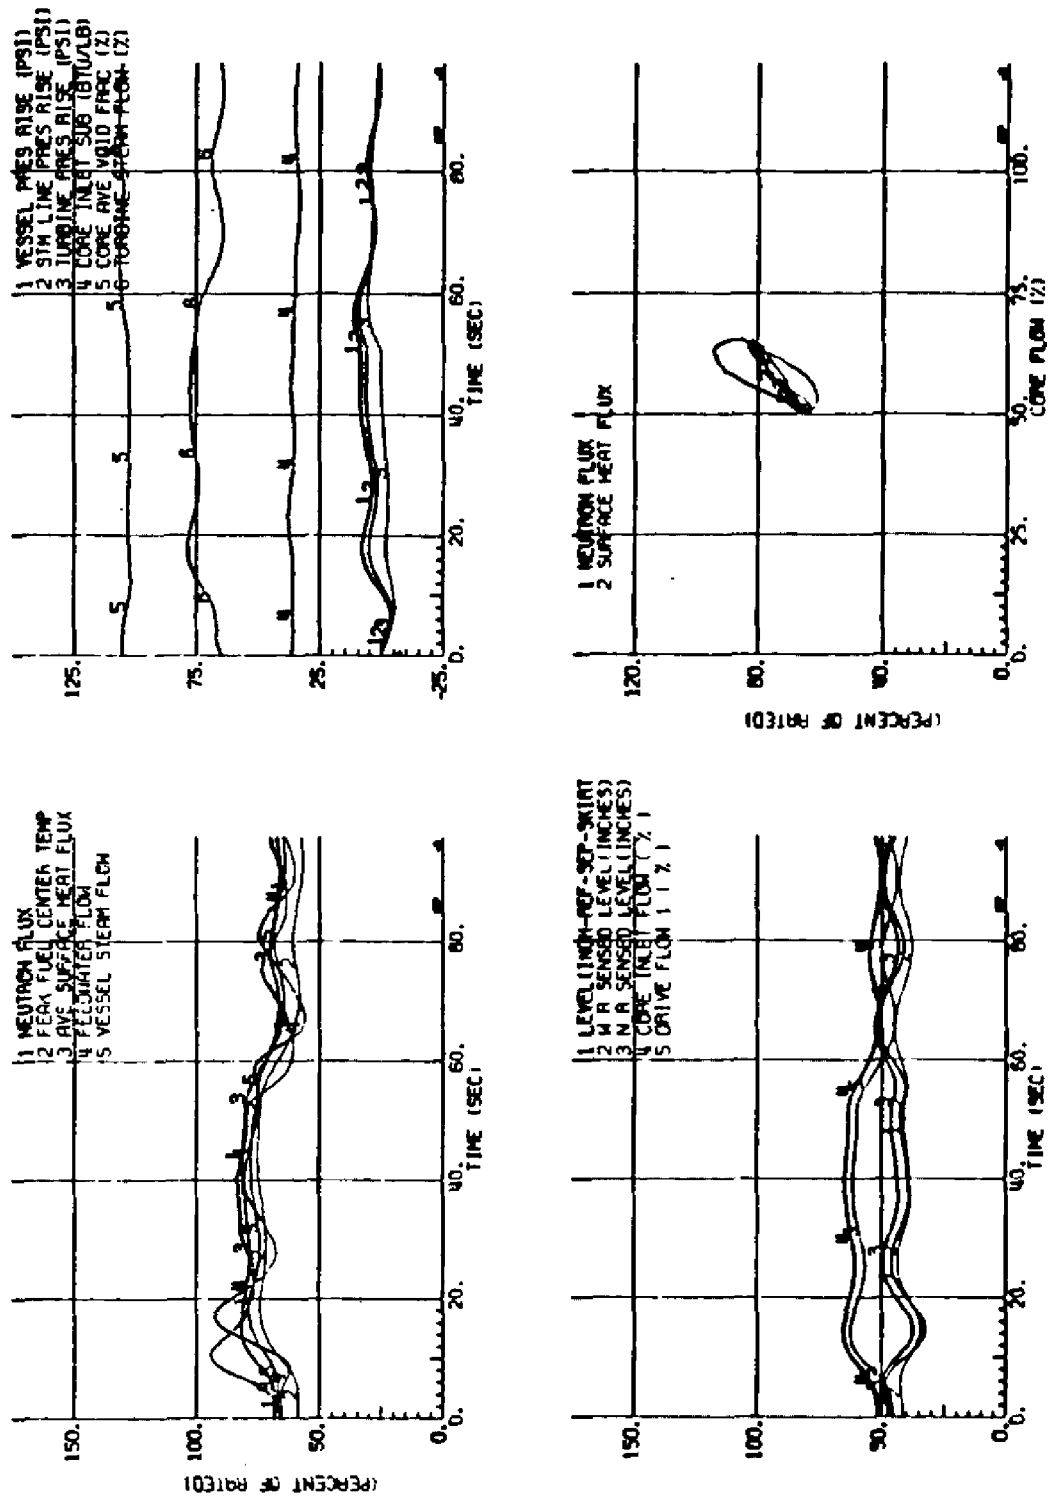 1 NEUTRON FLUX
2 PEAK FUEL CENTER TEMP
3 AVE SURFACE HEAT FLUX
4 FEEDWATER FLOW
5 VESSEL STEAM FLOW
150.
100.
50.
0.
(PERCENT OF RATED)
0.
20.
40.
60.
80.
TIME (SEC)
1 VESSEL PRES RISE (PSI)
2 STM LINE PRES RISE (PSI)
3 TURBINE PRES RISE (PSI)
4 CORE INLET SUB (BTU/LB)
5 CORE AVE VOID FRAC (%)
6 TURBINE STEAM FLOW (%)
125.
75.
25.
-25.
0.
20.
40.
60.
80.
TIME (SEC)
1 LEVEL(INCH-REF-SEP-SKIRT
2 W R SENSED LEVEL(INCHES)
3 N R SENSED LEVEL(INCHES)
4 CORE INLET FLOW ( % )
5 DRIVE FLOW 1 ( % )
150.
100.
50.
0.
0.
20.
40.
60.
80.
TIME (SEC)
1 NEUTRON FLUX
2 SURFACE HEAT FLUX
120.
80.
40.
0.
(PERCENT OF RATED)
0.
25.
50.
75.
100.
CORE FLOW (%)